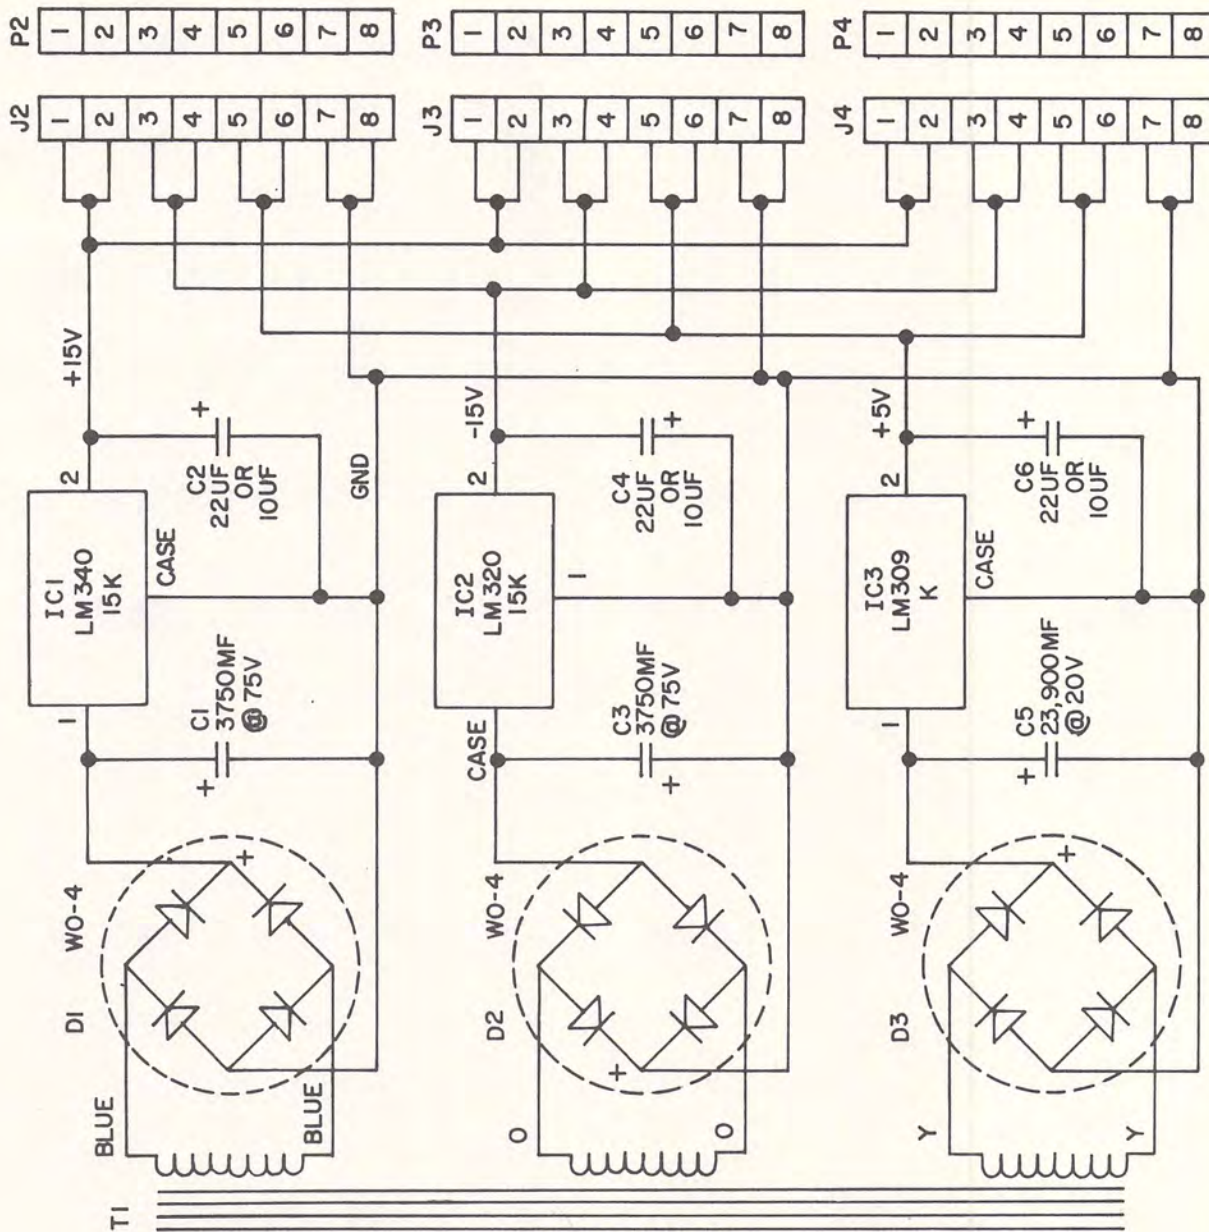 P2
1
2
3
4
5
6
7
8
P3
1
2
3
4
5
6
7
8
P4
1
2
3
4
5
6
7
8
J2
1
2
3
4
5
6
7
8
J3
1
2
3
4
5
6
7
8
J4
1
2
3
4
5
6
7
8
+15V
-15V
+5V
2
+
C2
22UF
OR
10UF
GND
2
+
C4
22UF
OR
10UF
2
+
C6
22UF
OR
10UF
IC1
LM340
15K
CASE
IC2
LM320
15K
1
IC3
LM309
K
CASE
1
C1
3750MF
@75V
+
CASE
C3
3750MF
@75V
+
1
C5
23,900MF
@20V
+
D1
WO-4
+
D2
WO-4
+
D3
WO-4
+
BLUE
BLUE
O
O
Y
Y
T1